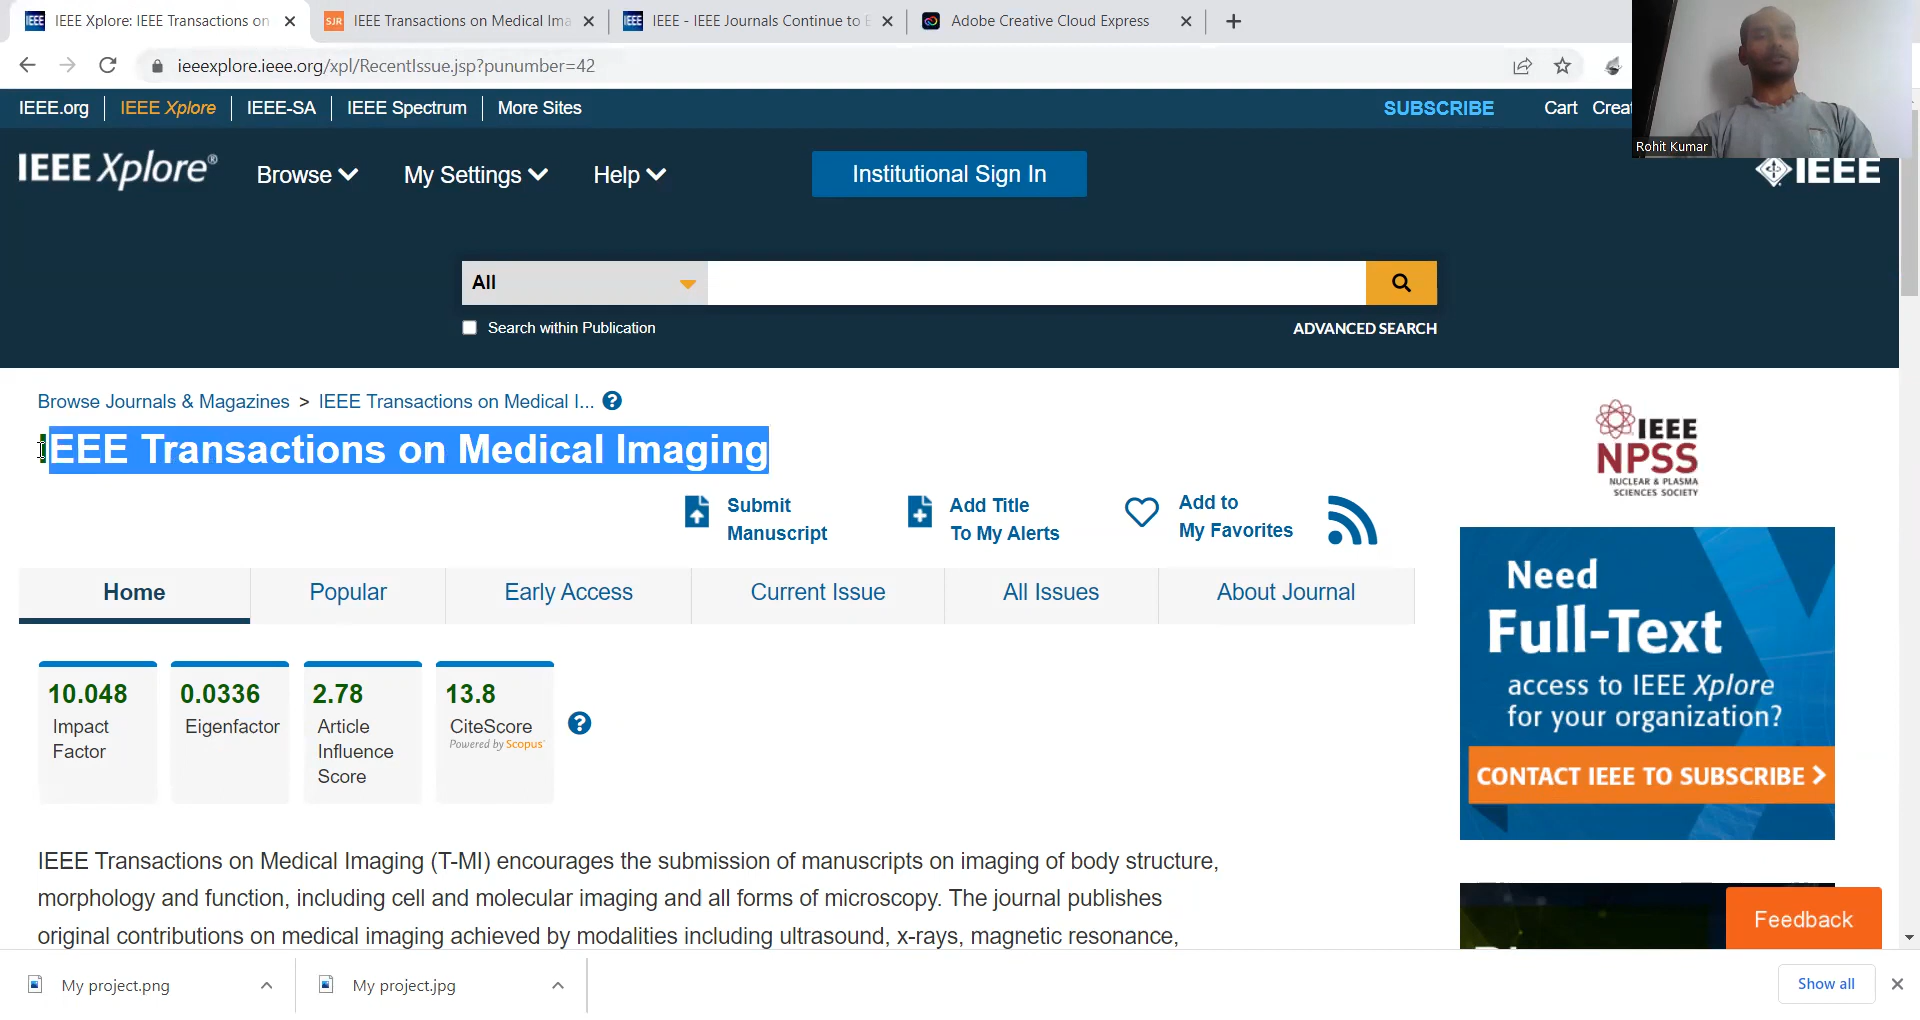 IEEE Xplore: IEEE Transactions on
SJR IEEE Transactions on Medical Ima
IEEE IEEE - IEEE Journals Continue to E
Adobe Creative Cloud Express
ieeexplore.ieee.org/xpl/RecentIssue.jsp?punumber=42
IEEE.org IEEE Xplore IEEE-SA IEEE Spectrum More Sites SUBSCRIBE Cart Creat
Rohit Kumar
IEEE Xplore® Browse My Settings Help Institutional Sign In IEEE
All
Search within Publication ADVANCED SEARCH
Browse Journals & Magazines > IEEE Transactions on Medical I... ?
IEEE Transactions on Medical Imaging
Submit
Manuscript
Add Title
To My Alerts
Add to
My Favorites
Home Popular Early Access Current Issue All Issues About Journal
10.048
Impact
Factor
0.0336
Eigenfactor
2.78
Article
Influence
Score
13.8
CiteScore
Powered by Scopus®
?
IEEE Transactions on Medical Imaging (T-MI) encourages the submission of manuscripts on imaging of body structure,
morphology and function, including cell and molecular imaging and all forms of microscopy. The journal publishes
original contributions on medical imaging achieved by modalities including ultrasound, x-rays, magnetic resonance,
IEEE
NPSS
NUCLEAR & PLASMA
SCIENCES SOCIETY
Need
Full-Text
access to IEEE Xplore
for your organization?
CONTACT IEEE TO SUBSCRIBE >
Feedback
My project.png
My project.jpg
Show all